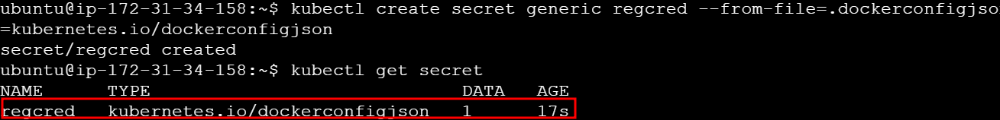 ubuntu@ip-172-31-34-158:~$ kubectl create secret generic regcred --from-file=.dockerconfigjso
=kubernetes.io/dockerconfigjson
secret/regcred created
ubuntu@ip-172-31-34-158:~$ kubectl get secret
NAME TYPE DATA AGE
regcred kubernetes.io/dockerconfigjson 1 17s